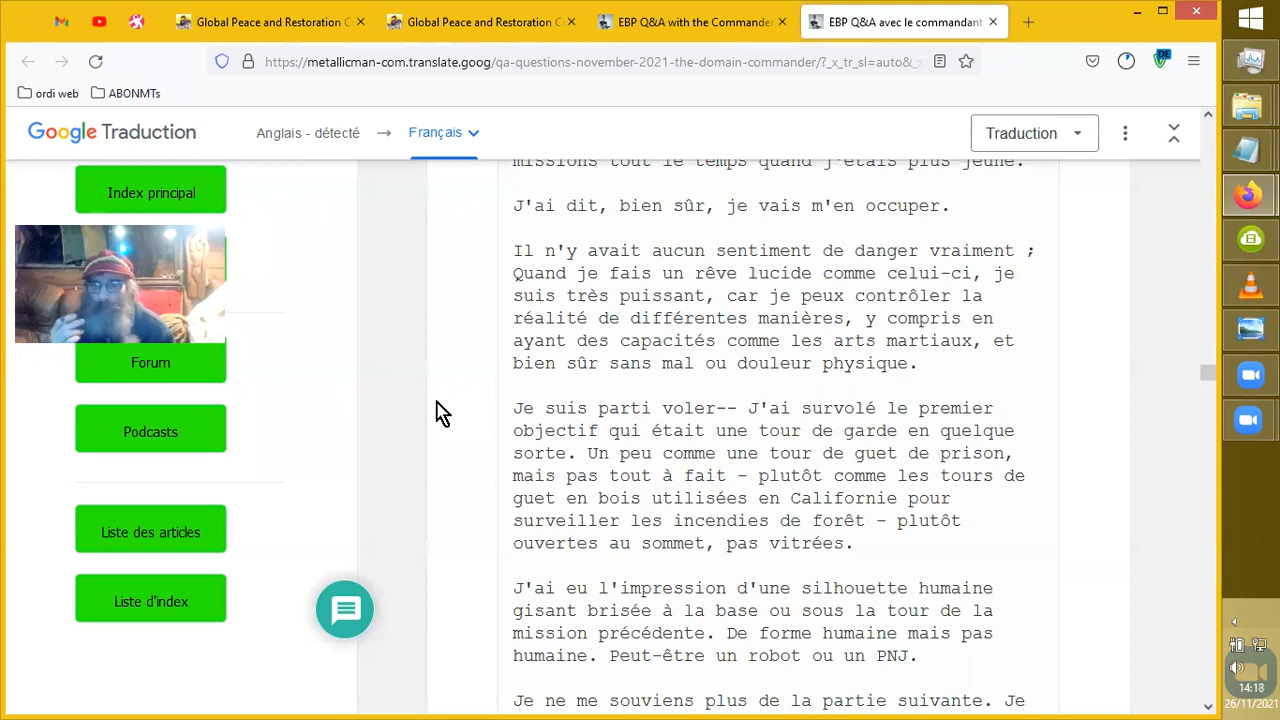 Global Peace and Restoration C
Global Peace and Restoration C
EBP Q&A with the Commander
EBP Q&A avec le commandant
https://metallicman-com.translate.goog/qa-questions-november-2021-the-domain-commander/?_x_tr_sl=auto&_x
DE
ordi web
ABONMTs
Google Traduction
Anglais - détecté
Français
Traduction
Index principal
Forum
Podcasts
Liste des articles
Liste d'index
missions tout le temps quand j'étais plus jeune.
J'ai dit, bien sûr, je vais m'en occuper.
Il n'y avait aucun sentiment de danger vraiment ;
Quand je fais un rêve lucide comme celui-ci, je
suis très puissant, car je peux contrôler la
réalité de différentes manières, y compris en
ayant des capacités comme les arts martiaux, et
bien sûr sans mal ou douleur physique.
Je suis parti voler-- J'ai survolé le premier
objectif qui était une tour de garde en quelque
sorte. Un peu comme une tour de guet de prison,
mais pas tout à fait – plutôt comme les tours de
guet en bois utilisées en Californie pour
surveiller les incendies de forêt – plutôt
ouvertes au sommet, pas vitrées.
J'ai eu l'impression d'une silhouette humaine
gisant brisée à la base ou sous la tour de la
mission précédente. De forme humaine mais pas
humaine. Peut-être un robot ou un PNJ.
Je ne me souviens plus de la partie suivante. Je
14:18
26/11/2021